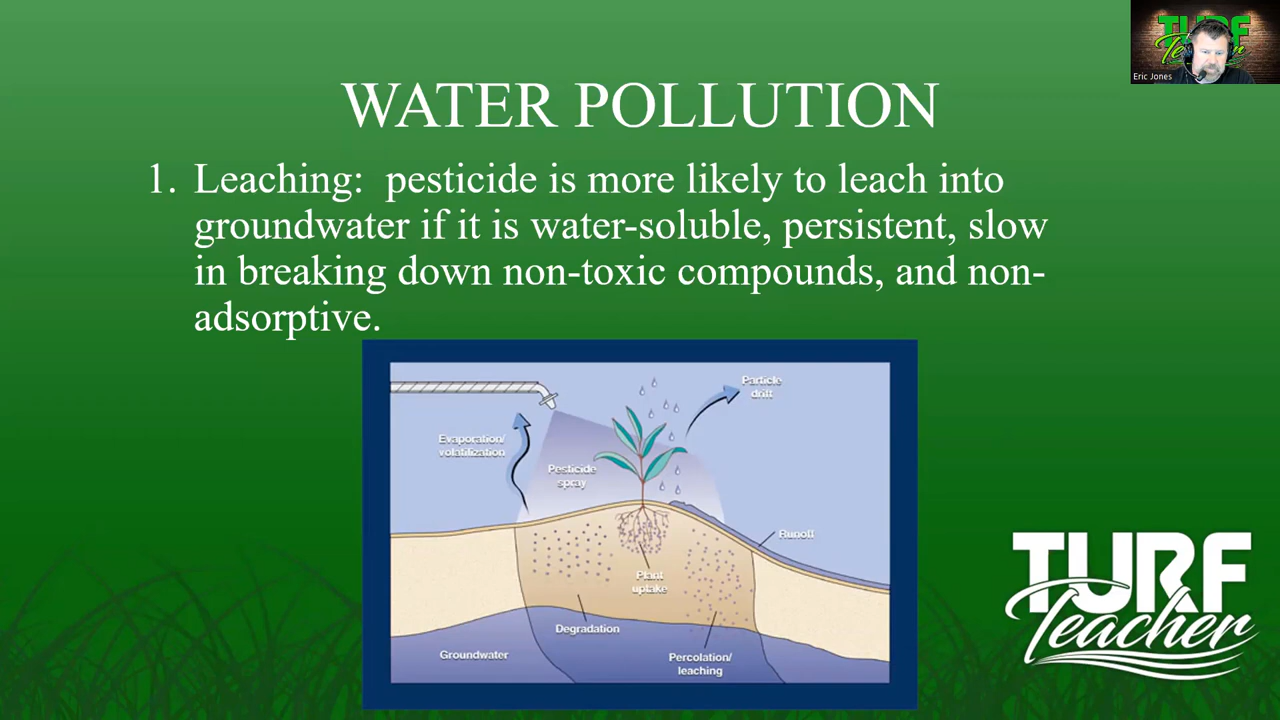 TURF
Teacher
Eric Jones
WATER POLLUTION
1. Leaching: pesticide is more likely to leach into
groundwater if it is water-soluble, persistent, slow
in breaking down non-toxic compounds, and non-
adsorptive.
Particle
drift
Evaporation/
volatilization
Pesticide
spray
Runoff
Plant
uptake
Degradation
Groundwater
Percolation/
leaching
TURF
Teacher